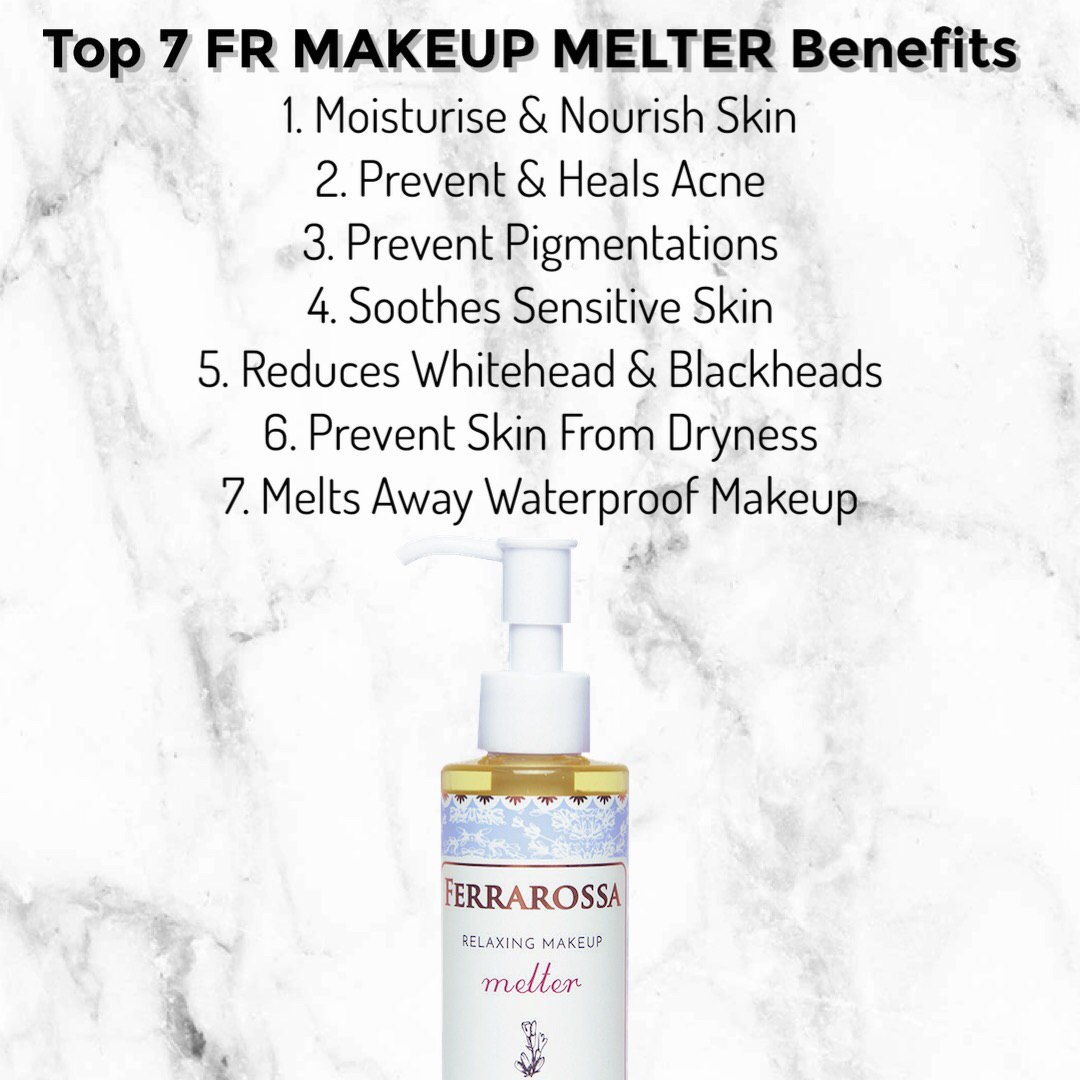 Top 7 FR MAKEUP MELTER Benefits
1. Moisturise & Nourish Skin
2. Prevent & Heals Acne
3. Prevent Pigmentations
4. Soothes Sensitive Skin
5. Reduces Whitehead & Blackheads
6. Prevent Skin From Dryness
7. Melts Away Waterproof Makeup
FERRAROSSA
RELAXING MAKEUP
melter